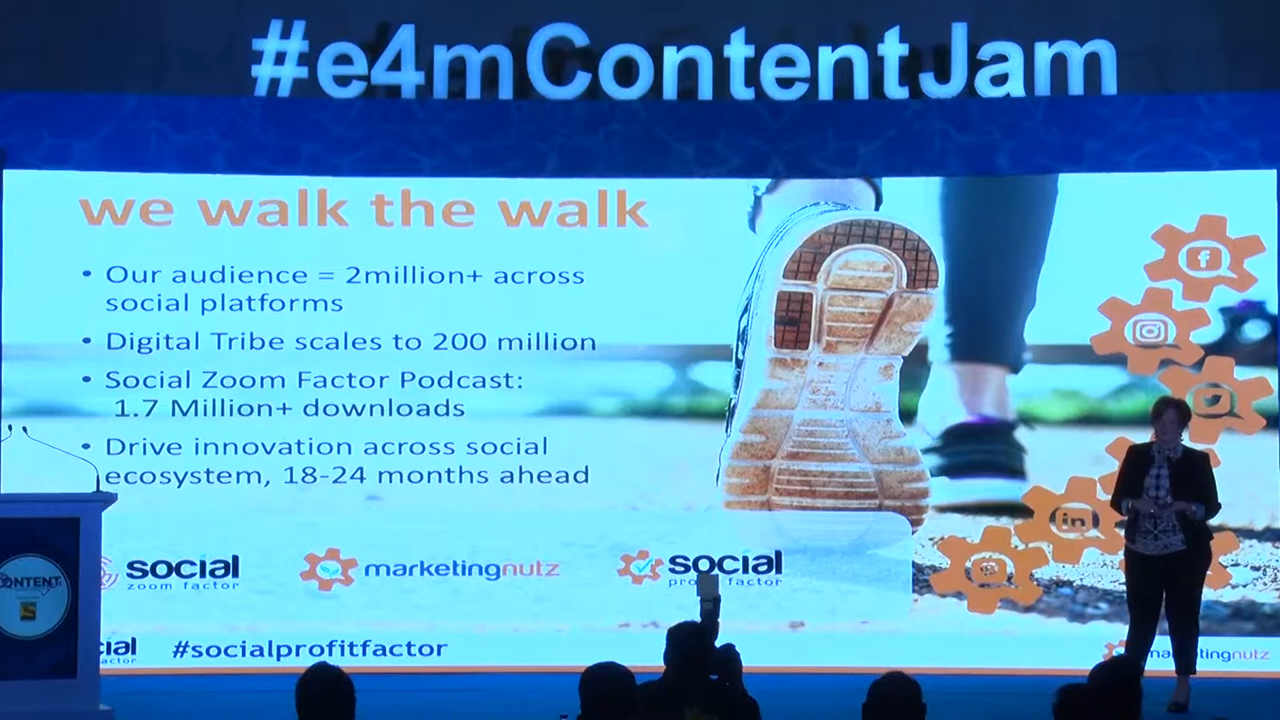 #e4mContentJam
we walk the walk
• Our audience = 2million+ across
social platforms
• Digital Tribe scales to 200 million
• Social Zoom Factor Podcast:
1.7 Million+ downloads
• Drive innovation across social
ecosystem, 18-24 months ahead
social
zoom factor
marketingnutz
social
factor
in
CONTENT
S
#socialprofitfactor
marketingnutz